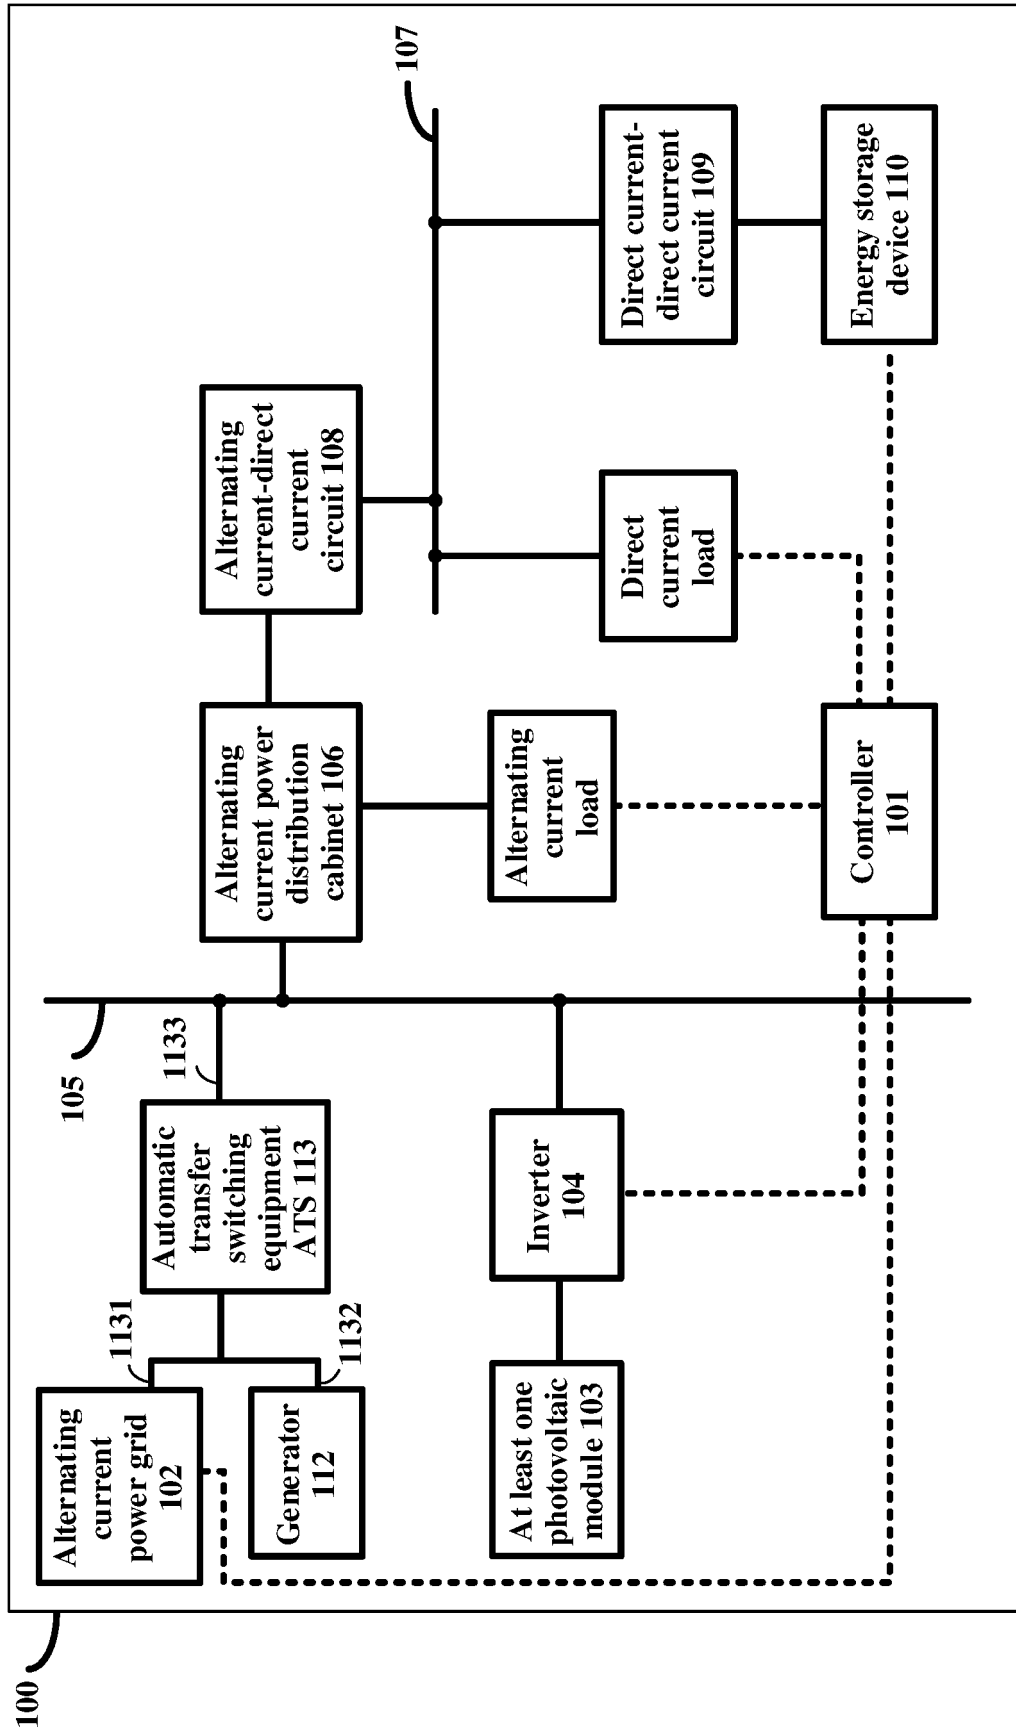 100
Alternating
current
power grid
102
1131
Generator
112
1132
Automatic
transfer
switching
equipment
ATS 113
1133
105
At least one
photovoltaic
module 103
Inverter
104
Alternating
current power
distribution
cabinet 106
Alternating
current
load
Alternating
current-direct
current
circuit 108
107
Direct
current
load
Direct current-
direct current
circuit 109
Energy storage
device 110
Controller
101